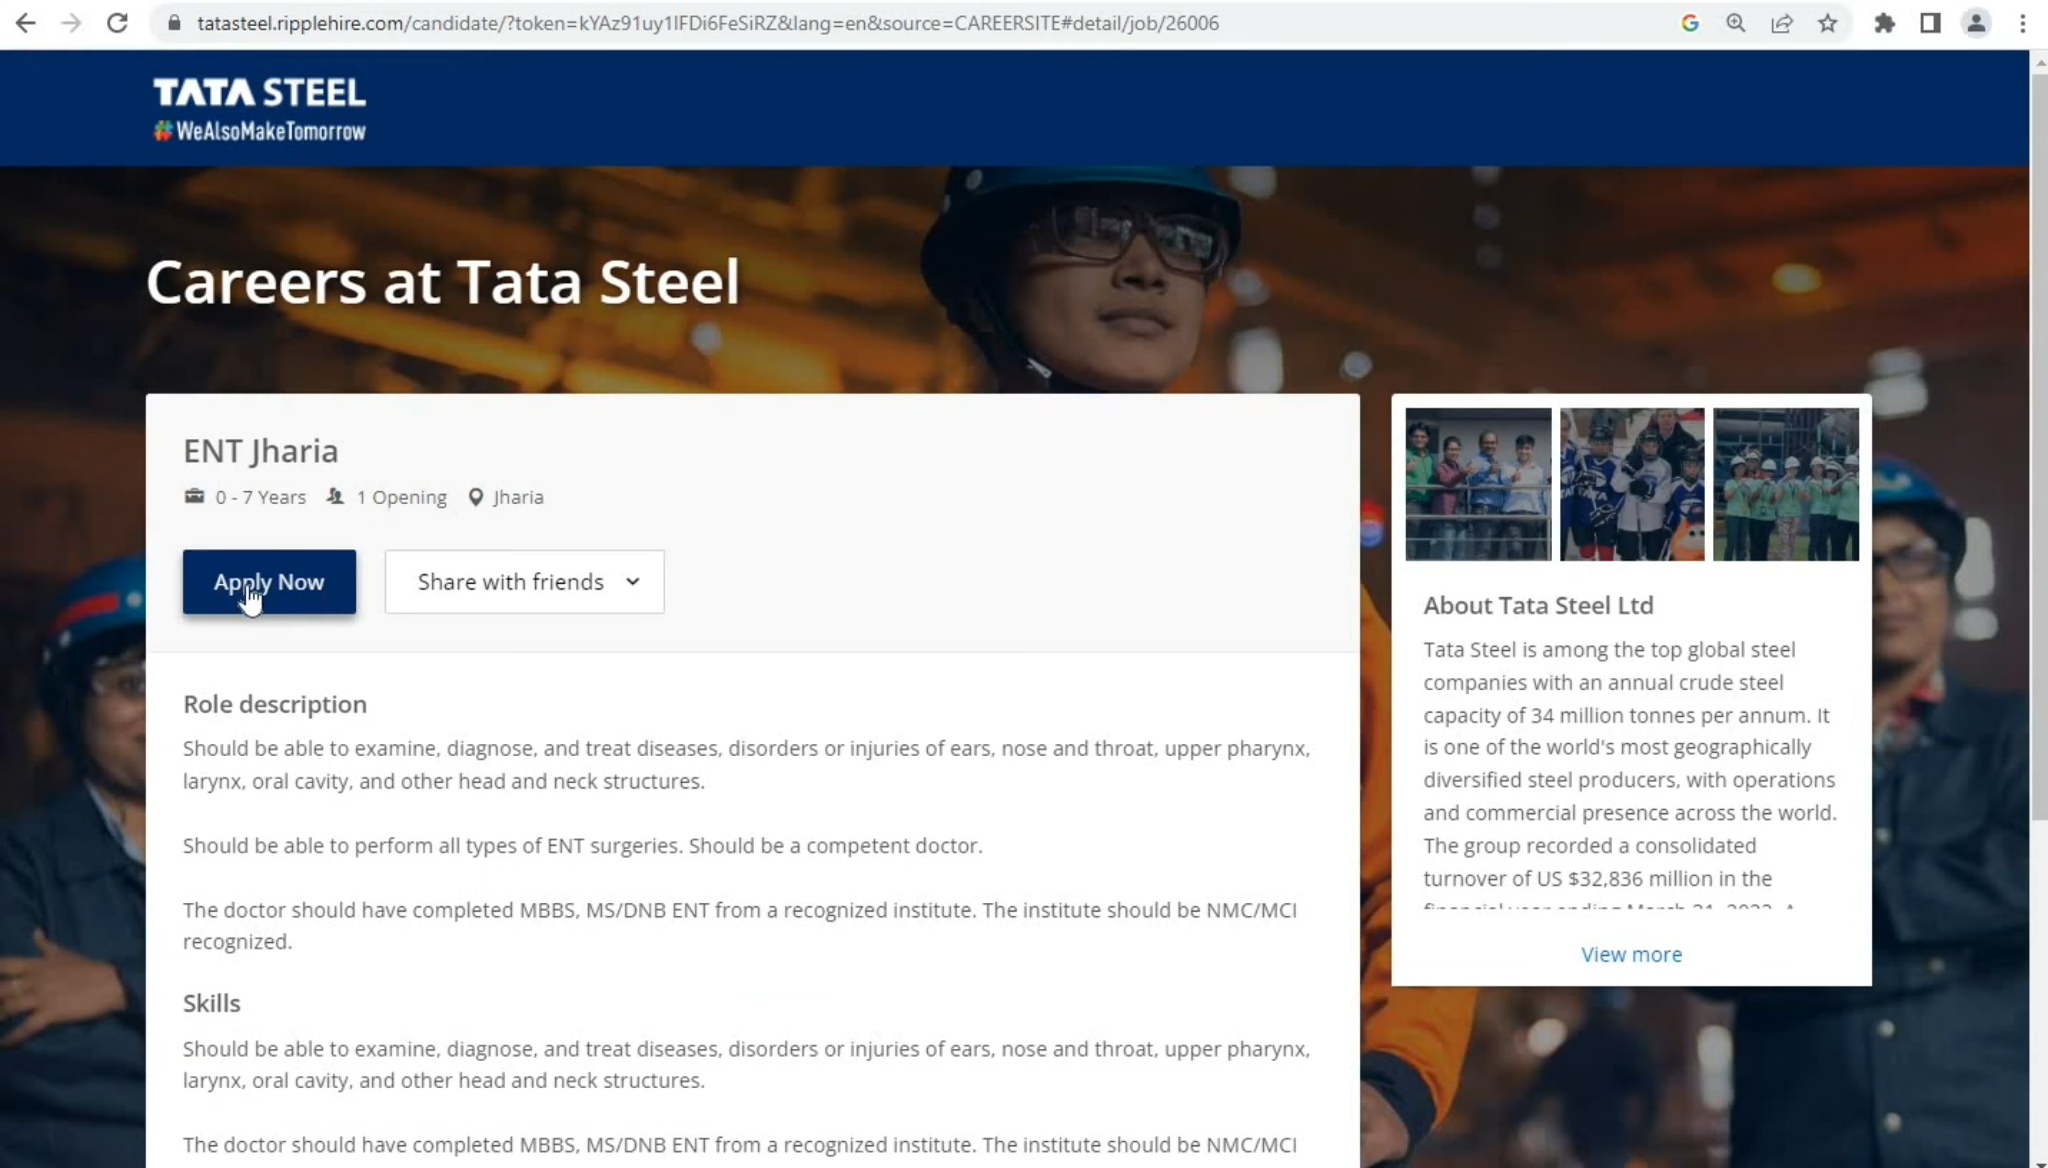 tatasteel.ripplehire.com/candidate/?token=kYAz91uy1lFDi6FeSiRZ&lang=en&source=CAREERSITE#detail/job/26006
TATA STEEL
#WeAlsoMakeTomorrow
Careers at Tata Steel
ENT Jharia
0 - 7 Years 1 Opening Jharia
Apply Now Share with friends
Role description
Should be able to examine, diagnose, and treat diseases, disorders or injuries of ears, nose and throat, upper pharynx,
larynx, oral cavity, and other head and neck structures.
Should be able to perform all types of ENT surgeries. Should be a competent doctor.
The doctor should have completed MBBS, MS/DNB ENT from a recognized institute. The institute should be NMC/MCI
recognized.
Skills
Should be able to examine, diagnose, and treat diseases, disorders or injuries of ears, nose and throat, upper pharynx,
larynx, oral cavity, and other head and neck structures.
The doctor should have completed MBBS, MS/DNB ENT from a recognized institute. The institute should be NMC/MCI
About Tata Steel Ltd
Tata Steel is among the top global steel
companies with an annual crude steel
capacity of 34 million tonnes per annum. It
is one of the world's most geographically
diversified steel producers, with operations
and commercial presence across the world.
The group recorded a consolidated
turnover of US $32,836 million in the
financial year ending March 31, 2022. A
View more